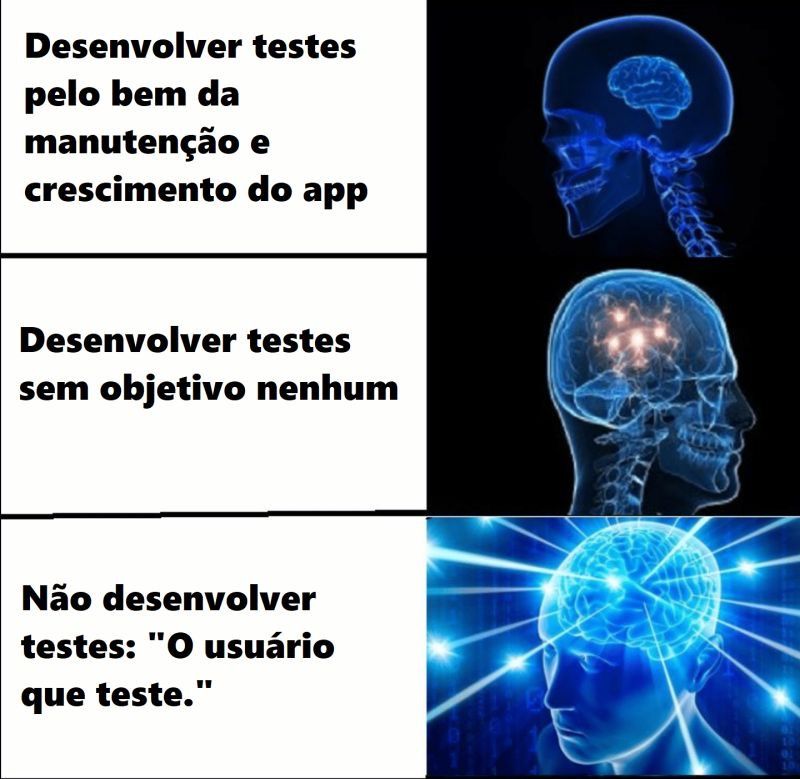 Desenvolver testes
pelo bem da
manutenção e
crescimento do app
Desenvolver testes
sem objetivo nenhum
Não desenvolver
testes: "O usuário
que teste."